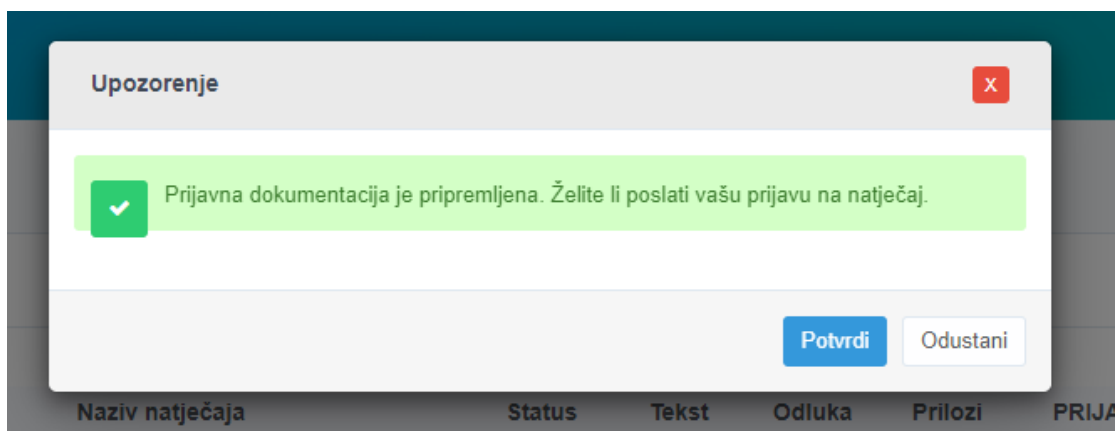 Upozorenje X
Prijavna dokumentacija je pripremljena. Želite li poslati vašu prijavu na natječaj.
Potvrdi Odustani
Naziv natječaja Status Tekst Odluka Prilozi PRIJA